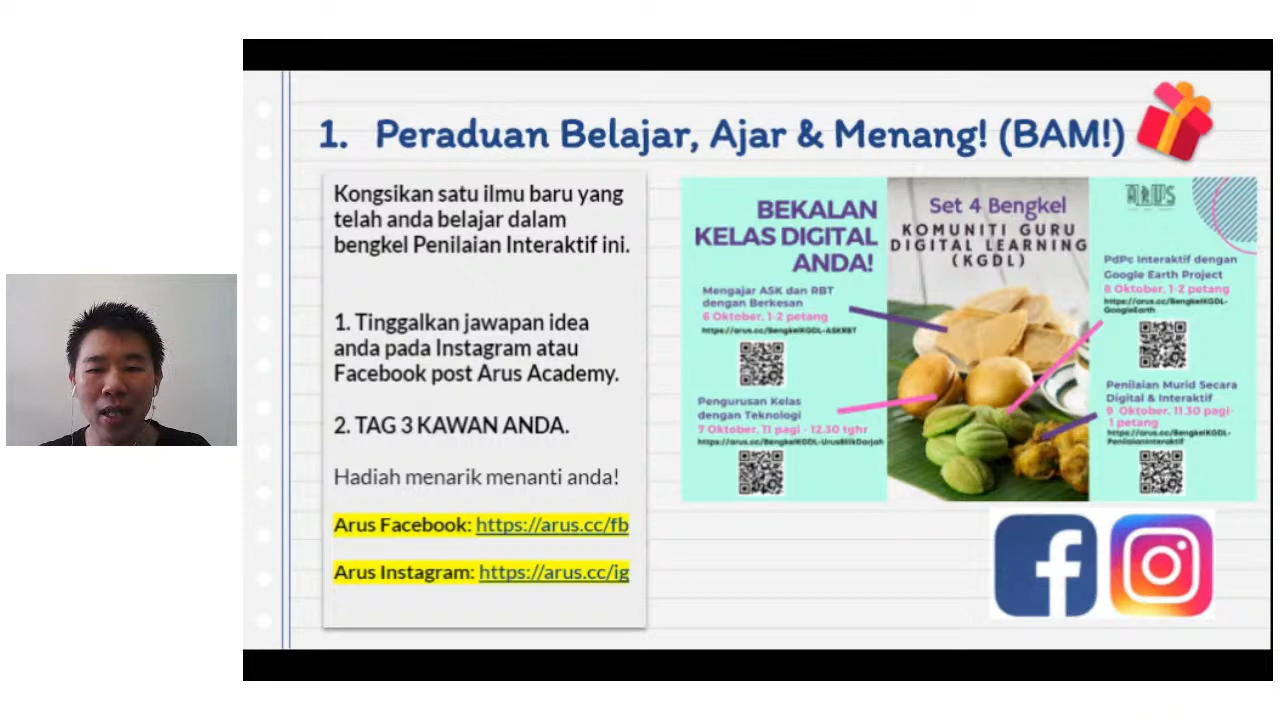 1. Peraduan Belajar, Ajar & Menang! (BAM!)
Kongsikan satu ilmu baru yang
telah anda belajar dalam
bengkel Penilaian Interaktif ini.
1. Tinggalkan jawapan idea
anda pada Instagram atau
Facebook post Arus Academy.
2. TAG 3 KAWAN ANDA.
Hadiah menarik menanti anda!
Arus Facebook: https://arus.cc/fb
Arus Instagram: https://arus.cc/ig
BEKALAN
KELAS DIGITAL
ANDA!
Mengajar ASK dan RBT
dengan Berkesan
6 Oktober, 1-2 petang
https://arus.cc/BengkelKGDL-ASKRBT
Pengurusan Kelas
dengan Teknologi
7 Oktober, 11 pagi - 12.30 tghr
https://arus.cc/BengkelKGDL-UrusBilikDarjah
Set 4 Bengkel
KOMUNITI GURU
DIGITAL LEARNING
(KGDL)
ARUS
PdPc Interaktif dengan
Google Earth Project
8 Oktober, 1-2 petang
https://arus.cc/BengkelKGDL-
GoogleEarth
Penilaian Murid Secara
Digital & Interaktif
9 Oktober, 11.30 pagi-
1 petang
https://arus.cc/BengkelKGDL-
PenilaianInteraktif